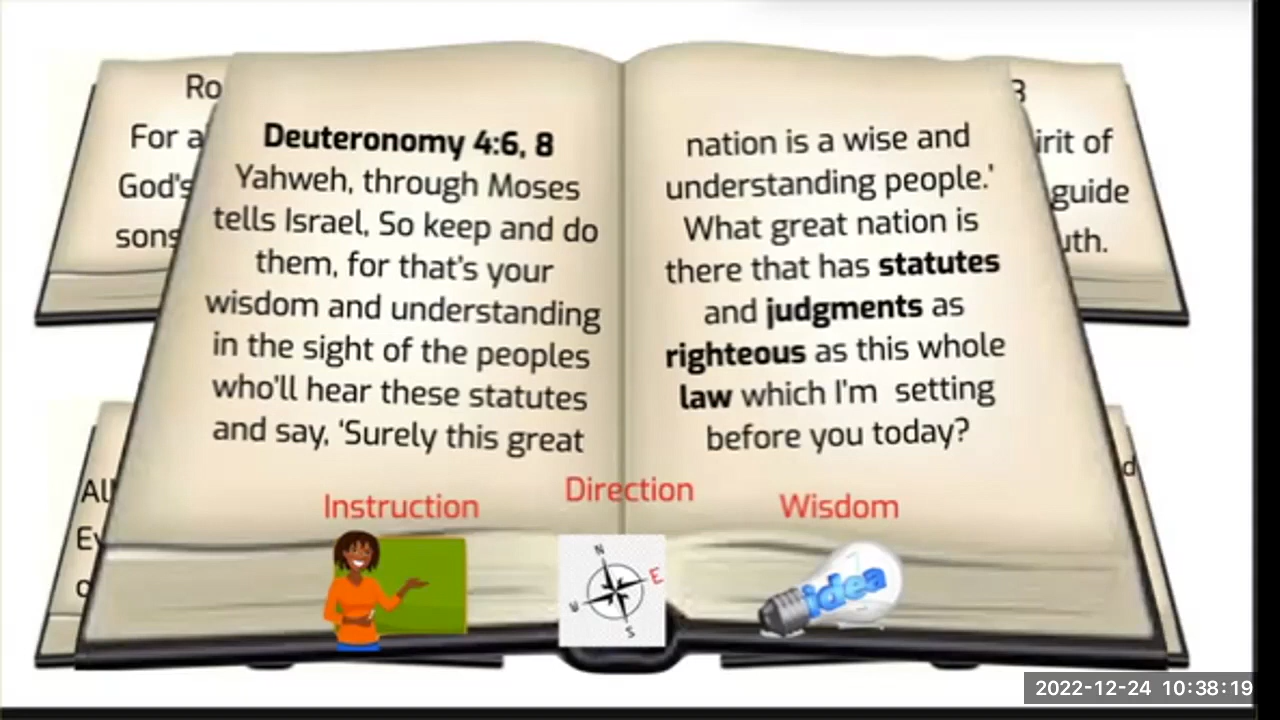 Deuteronomy 4:6, 8
Yahweh, through Moses
tells Israel, So keep and do
them, for that's your
wisdom and understanding
in the sight of the peoples
who'll hear these statutes
and say, 'Surely this great
nation is a wise and
understanding people.'
What great nation is
there that has statutes
and judgments as
righteous as this whole
law which I'm setting
before you today?
Instruction
Direction
Wisdom
N
E
S
W
idea
For a
God's
sons
irit of
guide
uth.
2022-12-24 10:38:19